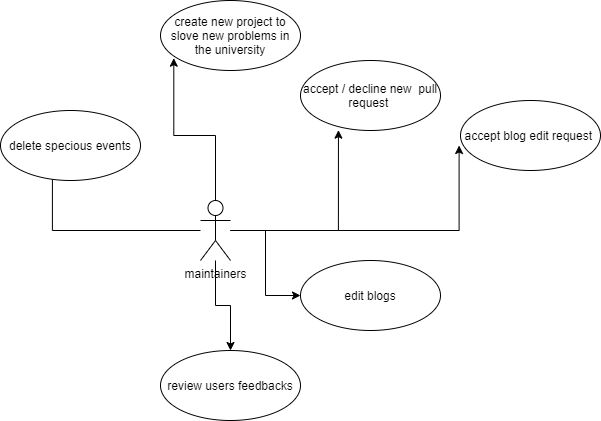 create new project to
slove new problems in
the university
accept / decline new  pull
request
accept blog edit request
delete specious events
maintainers
edit blogs
review users feedbacks